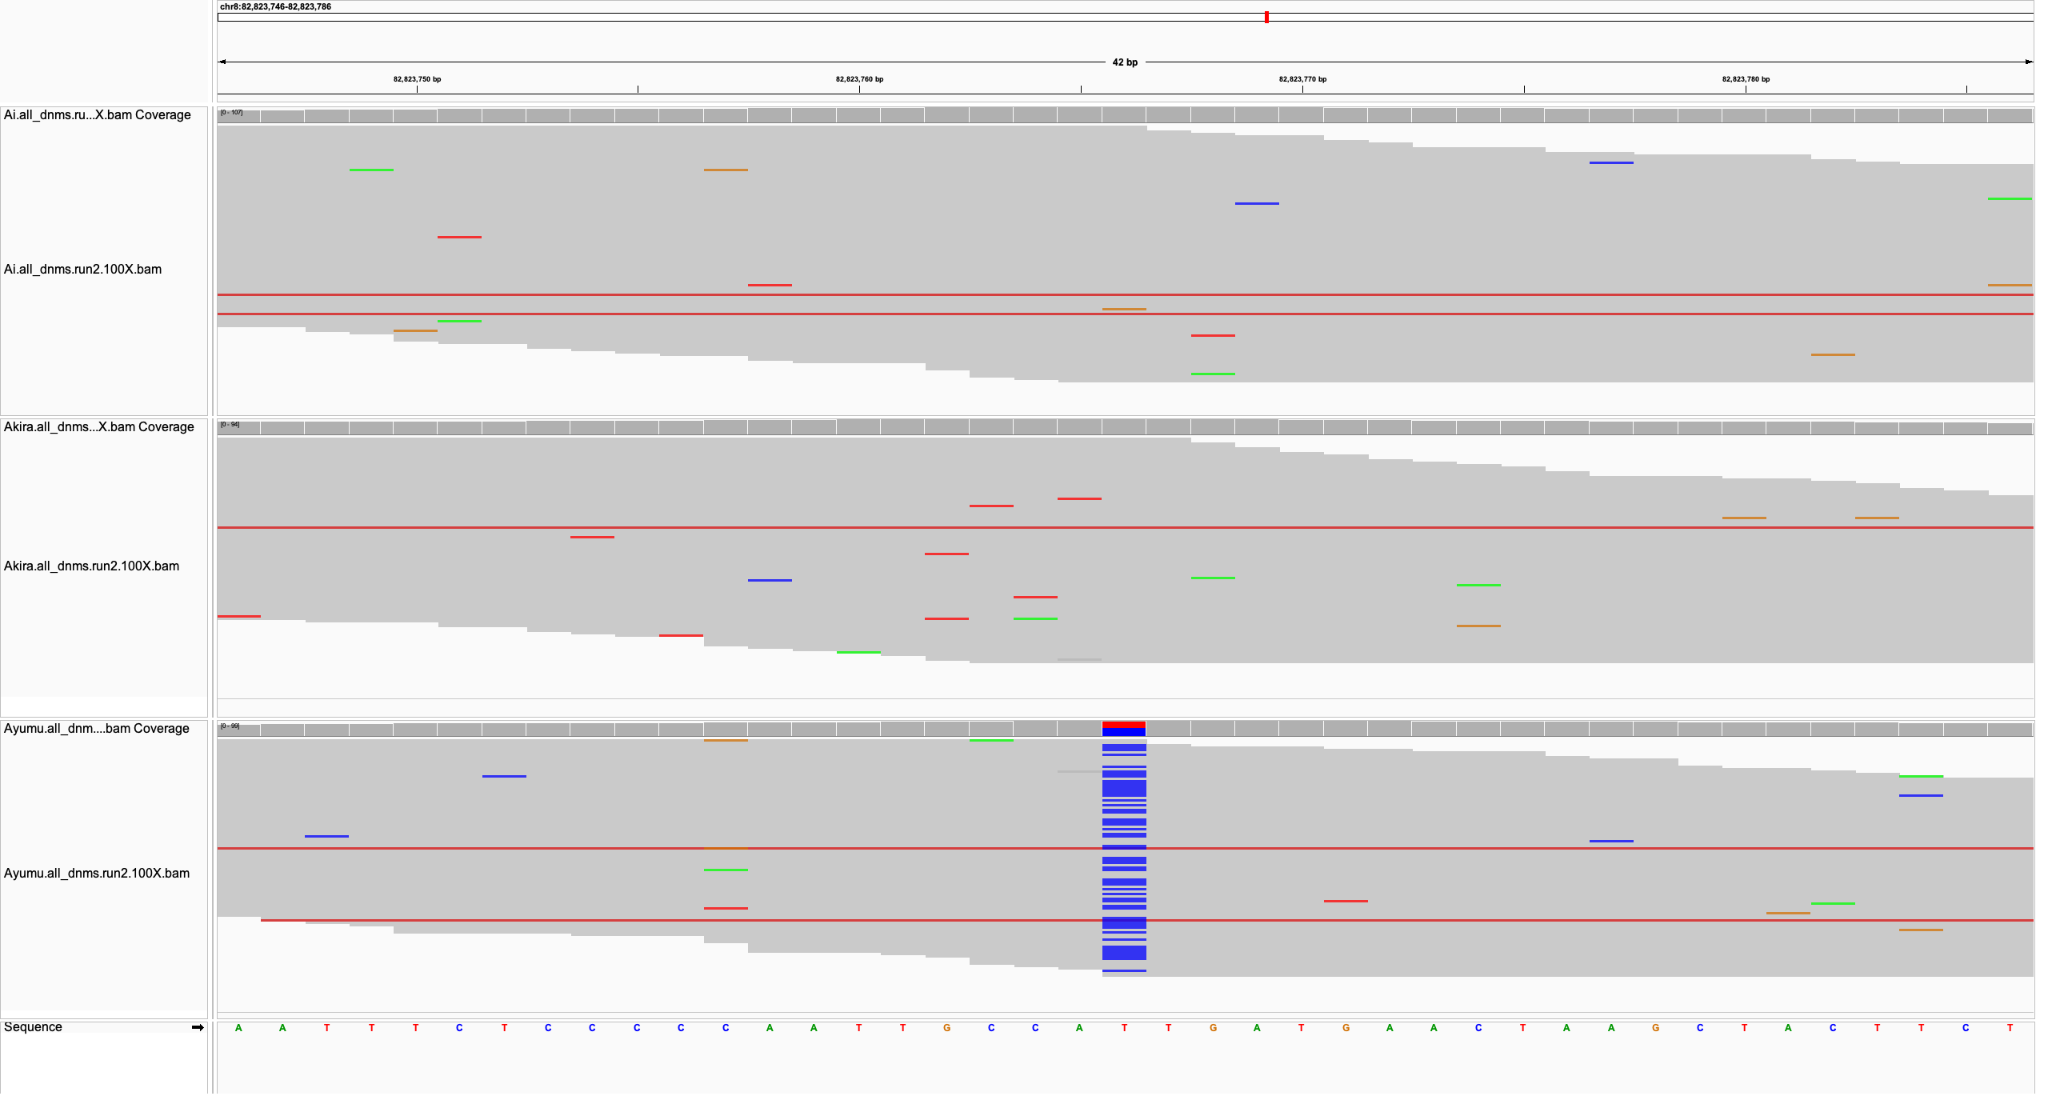 chr8:82,823,746-82,823,786
42 bp
82,823,750 bp 82,823,760 bp 82,823,770 bp 82,823,780 bp
Ai.all_dnms.ru...X.bam Coverage
[0 - 107]
Ai.all_dnms.run2.100X.bam
Akira.all_dnms...X.bam Coverage
[0 - 94]
Akira.all_dnms.run2.100X.bam
Ayumu.all_dnm....bam Coverage
Ayumu.all_dnms.run2.100X.bam
Sequence A A T T T C T C C C C C A A T T G C C A T T G A T G A A C T A A G C T A C T T C T